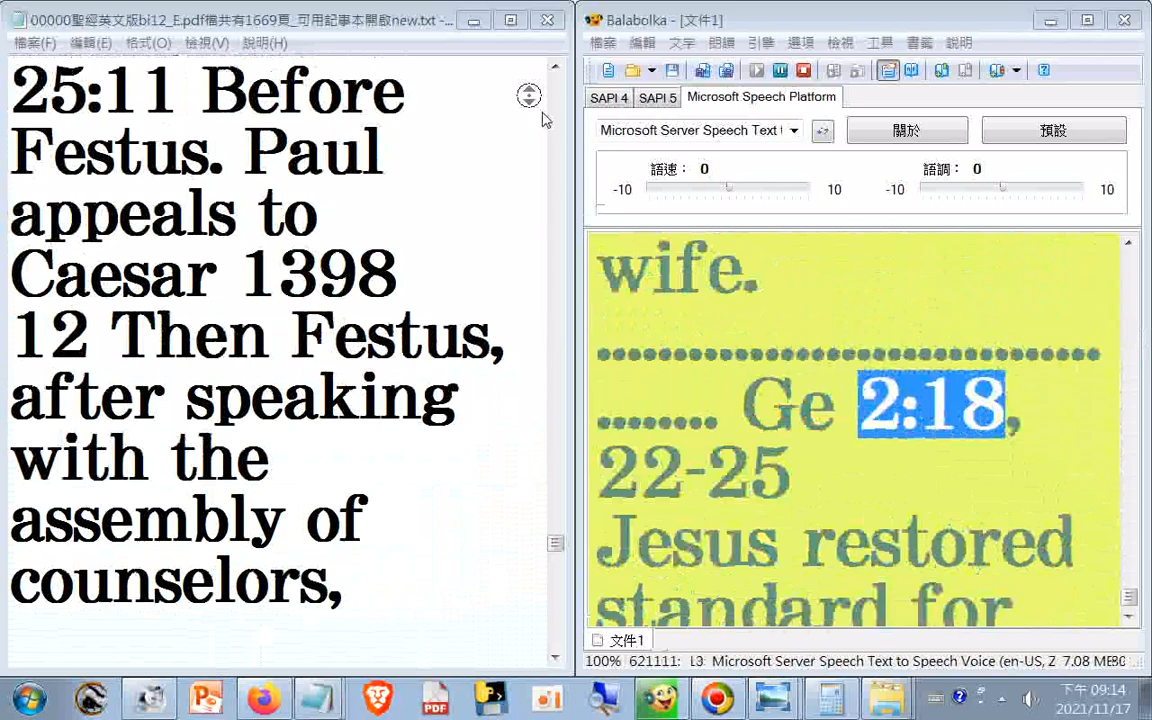 00000聖經英文版bi12_E.pdf檔共有1669頁_可用記事本開啟new.txt -...
檔案(F) 編輯(E) 格式(O) 檢視(V) 說明(H)
25:11 Before
Festus. Paul
appeals to
Caesar 1398
12 Then Festus,
after speaking
with the
assembly of
counselors,
Balabolka - [文件1]
檔案 編輯 文字 朗讀 引擎 選項 檢視 工具 書籤 說明
SAPI 4 SAPI 5 Microsoft Speech Platform
Microsoft Server Speech Text 關於 預設
語速: 0 語調: 0
-10 10 -10 10
wife.
........................................
........ Ge 2:18,
22-25
Jesus restored
standard for
文件1
100% 621111: L3: Microsoft Server Speech Text to Speech Voice (en-US, Z 7.08 MB
PDF
下午 09:14
2021/11/17